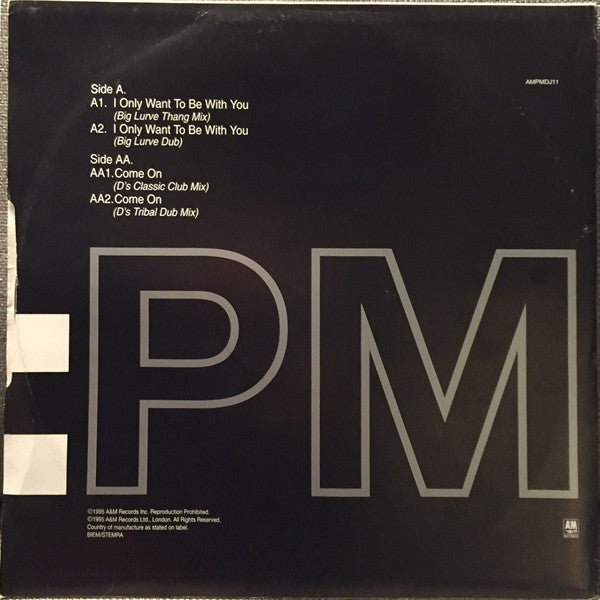 AMPMDJ11
Side A.
A1. I Only Want To Be With You
(Big Lurve Thang Mix)
A2. I Only Want To Be With You
(Big Lurve Dub)
Side AA.
AA1.Come On
(D's Classic Club Mix)
AA2.Come On
(D's Tribal Dub Mix)
PM
©1995 A&M Records Inc. Reproduction Prohibited.
©1995 A&M Records Ltd., London. All Rights Reserved.
Country of manufacture as stated on label.
BIEM/STEMRA
A&M
RECORDS